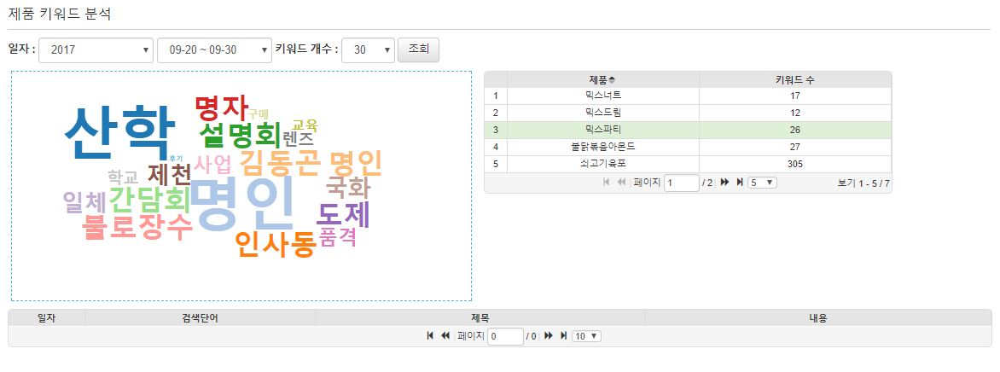 제품 키워드 분석
일자 : 2017 09-20 ~ 09-30 키워드 개수 : 30 조회
산학
명자
구매
설명회
교육
렌즈
후기
사업
김동곤
명인
학교
제천
명인
국화
일체
간담회
도제
불로장수
인사동
품격
제품 키워드 수
1 믹스너트 17
2 믹스드림 12
3 믹스파티 26
4 불닭볶음아몬드 27
5 쇠고기육포 305
페이지 1 / 2 5 보기 1 - 5 / 7
일자 검색단어 제목 내용
페이지 0 / 0 10